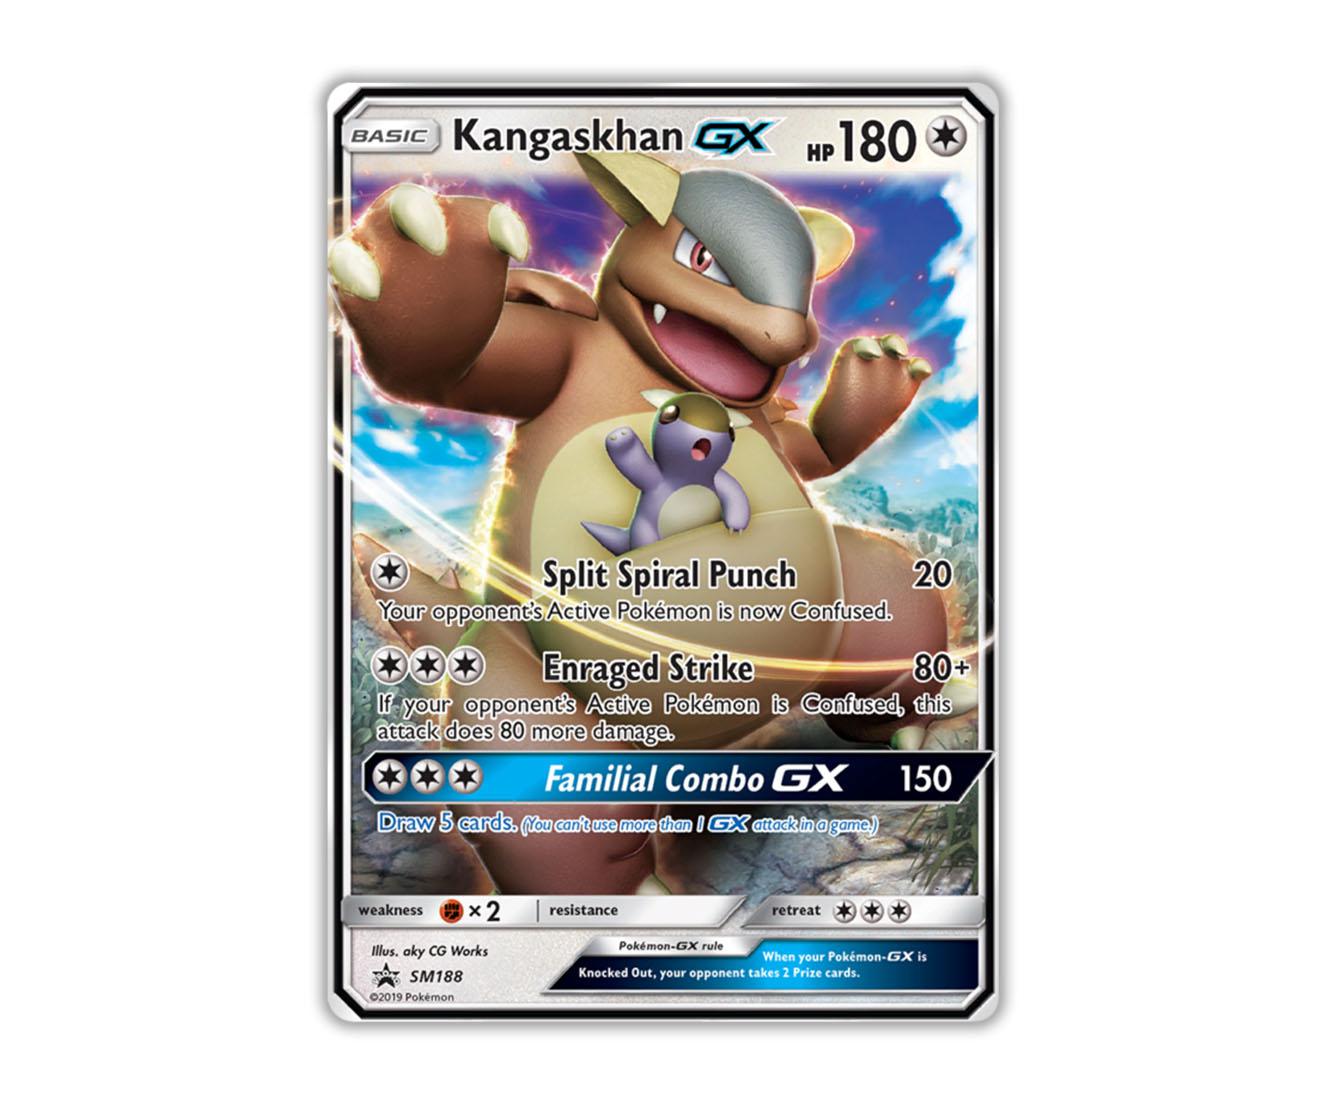 BASIC Kangaskhan GX HP 180
Split Spiral Punch 20
Your opponent's Active Pokémon is now Confused.
Enraged Strike 80+
If your opponent's Active Pokémon is Confused, this
attack does 80 more damage.
Familial Combo GX 150
Draw 5 cards. (You can't use more than 1 GX attack in a game.)
weakness ×2 resistance retreat
Illus. aky CG Works
SM188
©2019 Pokémon
Pokémon-GX rule
When your Pokémon-GX is
Knocked Out, your opponent takes 2 Prize cards.